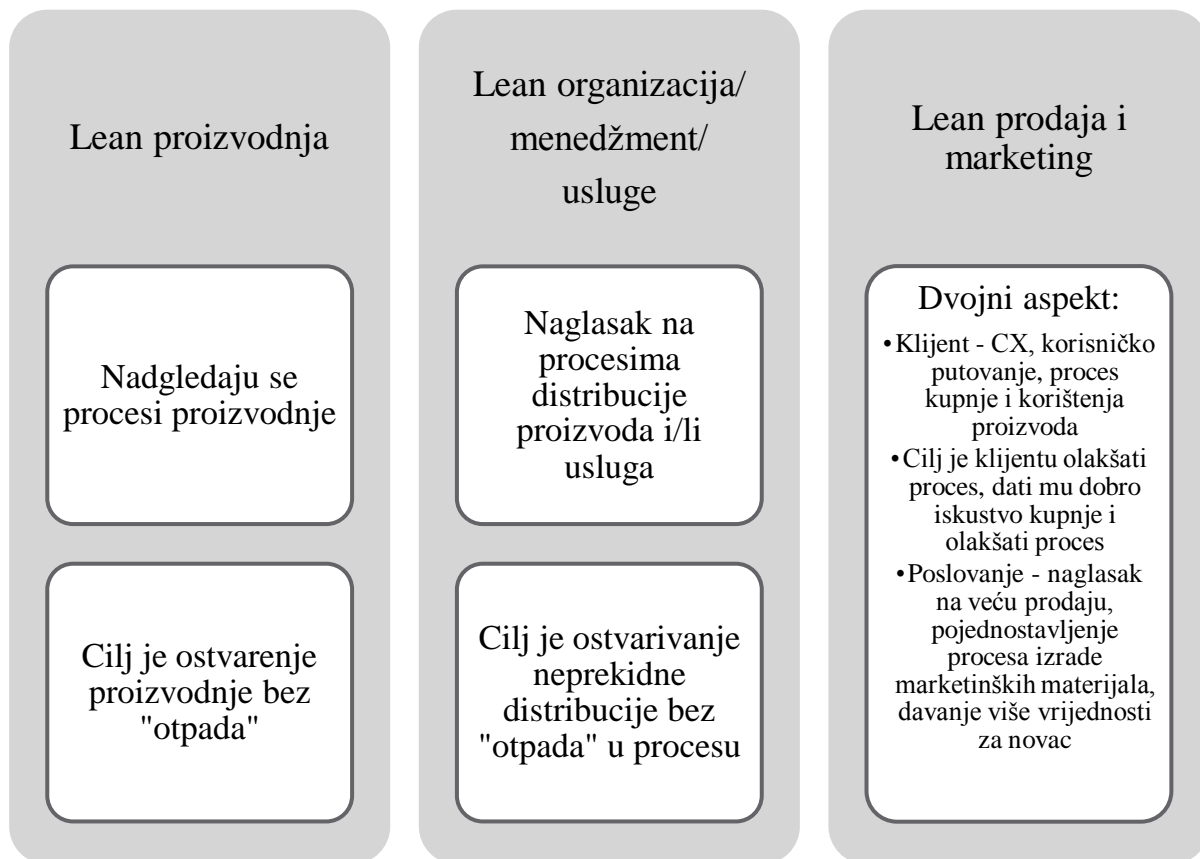 Lean proizvodnja
Nadgledaju se
procesi proizvodnje
Cilj je ostvarenje
proizvodnje bez
"otpada"
Lean organizacija/
menedžment/
usluge
Naglasak na
procesima
distribucije
proizvoda i/li
usluga
Cilj je ostvarivanje
neprekidne
distribucije bez
"otpada" u procesu
Lean prodaja i
marketing
Dvojni aspekt:
•Klijent - CX, korisničko
putovanje, proces
kupnje i korištenja
proizvoda
•Cilj je klijentu olakšati
proces, dati mu dobro
iskustvo kupnje i
olakšati proces
•Poslovanje - naglasak
na veću prodaju,
pojednostavljenje
procesa izrade
marketinških materijala,
davanje više vrijednosti
za novac